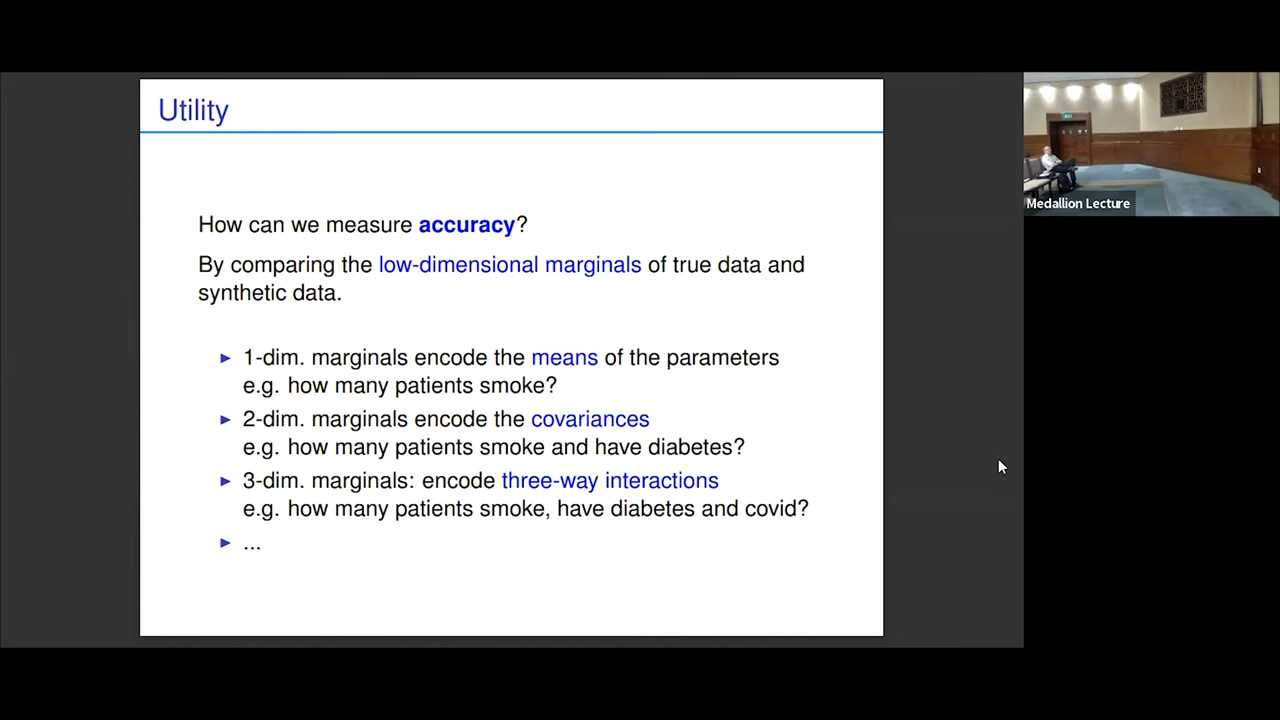 Utility
How can we measure accuracy?
By comparing the low-dimensional marginals of true data and
synthetic data.
► 1-dim. marginals encode the means of the parameters
e.g. how many patients smoke?
► 2-dim. marginals encode the covariances
e.g. how many patients smoke and have diabetes?
► 3-dim. marginals: encode three-way interactions
e.g. how many patients smoke, have diabetes and covid?
► ...
Medallion Lecture